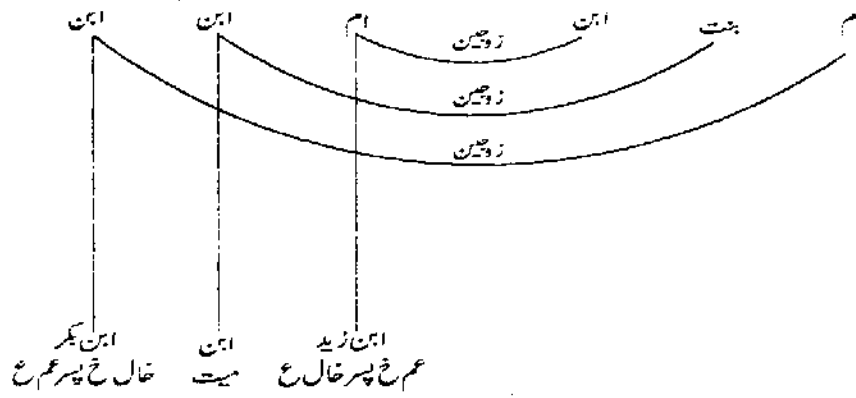 ام بنت ابن ام ابن ابن
زوجین
زوجین
زوجین
ابن زید ابن ابن بکر
عم خ پسر خال ع میت خال خ پسر عم ع